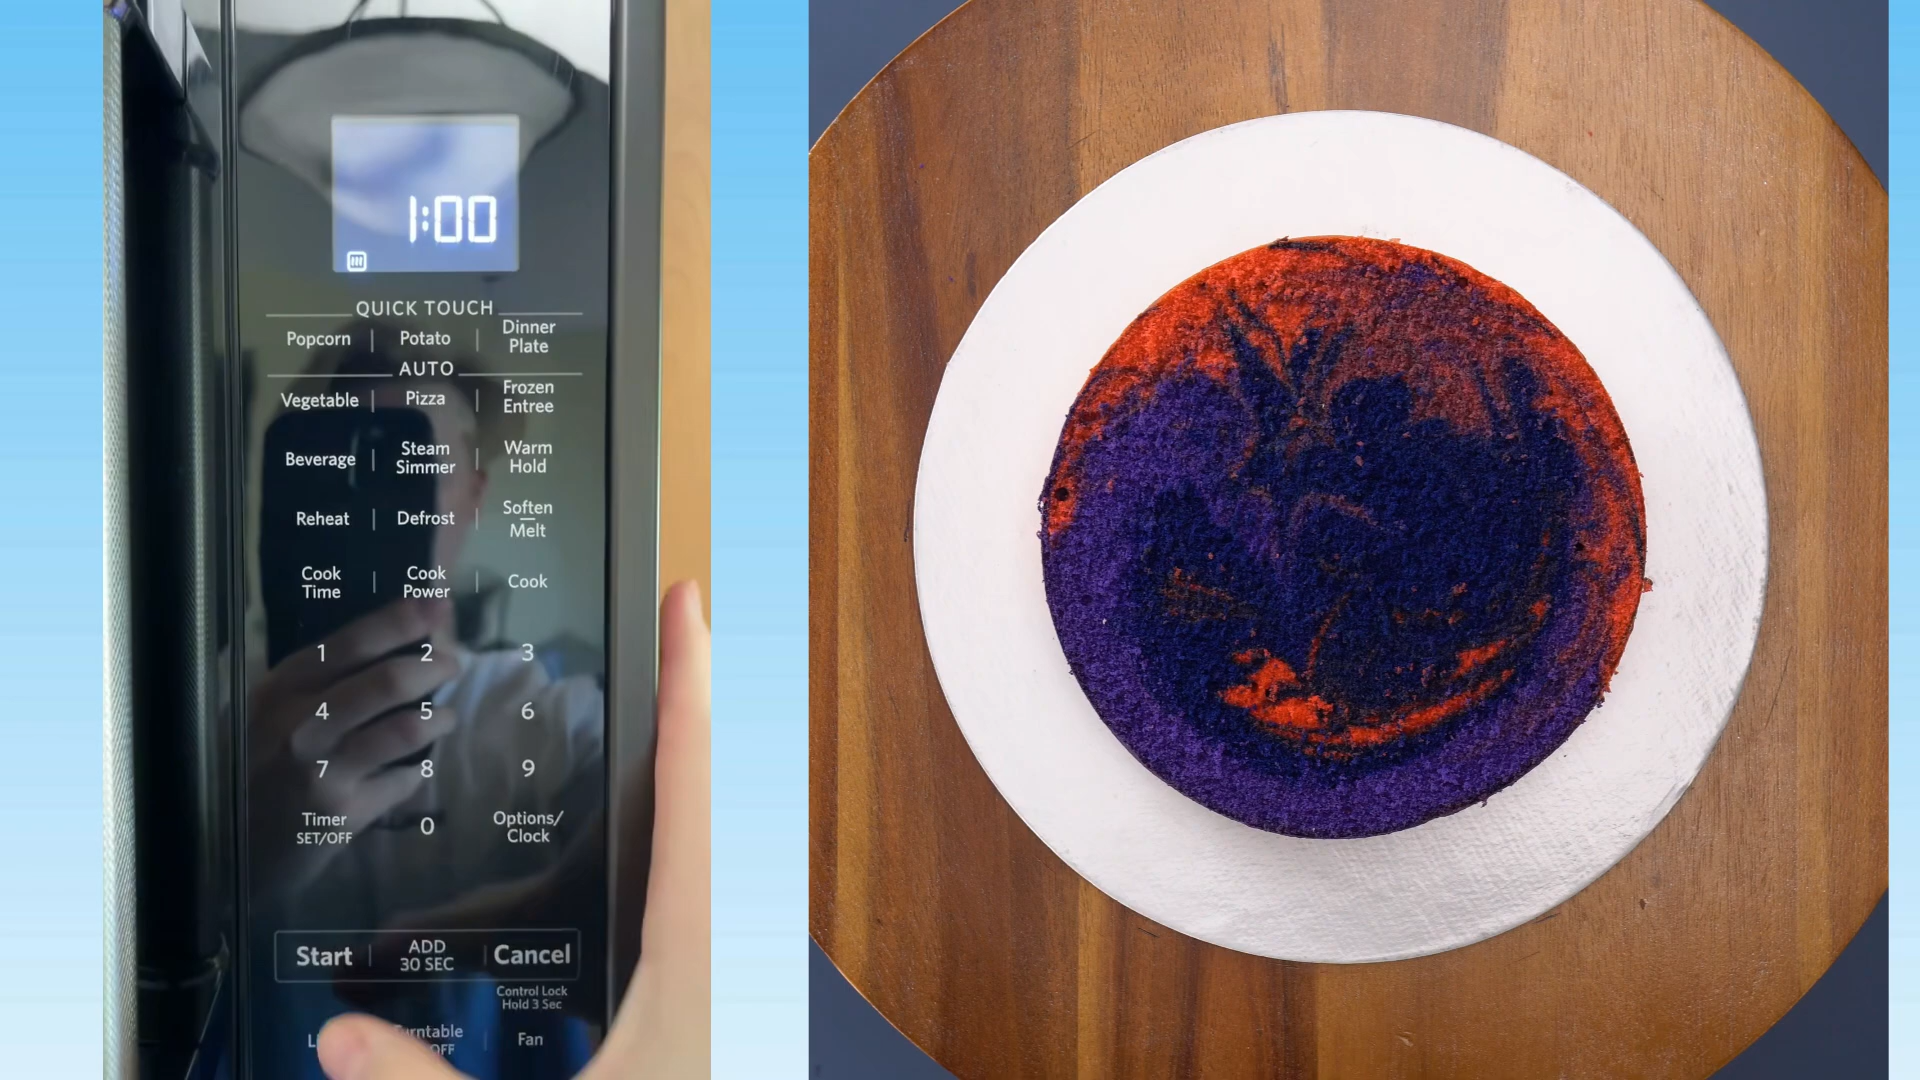 1:00
QUICK TOUCH
Popcorn
Potato
Dinner
Plate
AUTO
Vegetable
Pizza
Frozen
Entree
Beverage
Steam
Simmer
Warm
Hold
Reheat
Defrost
Soften
Melt
Cook
Time
Cook
Power
Cook
1 2 3
4 5 6
7 8 9
Timer
SET/OFF
0
Options/
Clock
Start
ADD
30 SEC
Cancel
Control Lock
Hold 3 Sec
Fan